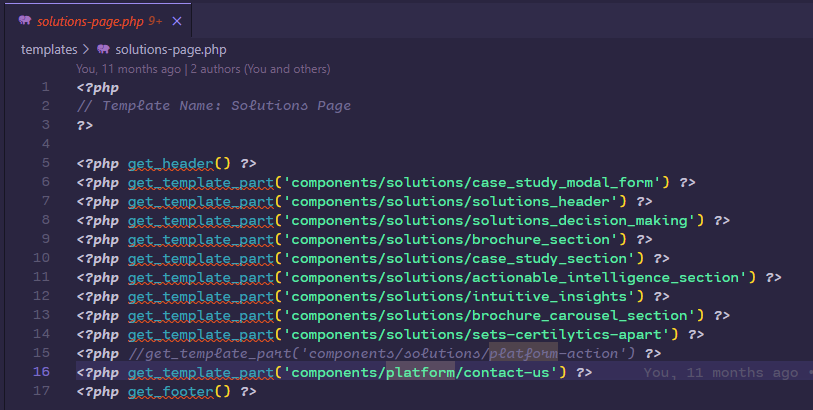 solutions-page.php 9+ ×
templates > solutions-page.php
You, 11 months ago | 2 authors (You and others)
1 <?php
2 // Template Name: Solutions Page
3 ?>
4
5 <?php get_header() ?>
6 <?php get_template_part('components/solutions/case_study_modal_form') ?>
7 <?php get_template_part('components/solutions/solutions_header') ?>
8 <?php get_template_part('components/solutions/solutions_decision_making') ?>
9 <?php get_template_part('components/solutions/brochure_section') ?>
10 <?php get_template_part('components/solutions/case_study_section') ?>
11 <?php get_template_part('components/solutions/actionable_intelligence_section') ?>
12 <?php get_template_part('components/solutions/intuitive_insights') ?>
13 <?php get_template_part('components/solutions/brochure_carousel_section') ?>
14 <?php get_template_part('components/solutions/sets-certilytics-apart') ?>
15 <?php //get_template_part('components/solutions/platform-action') ?>
16 <?php get_template_part('components/platform/contact-us') ?> You, 11 months ago •
17 <?php get_footer() ?>